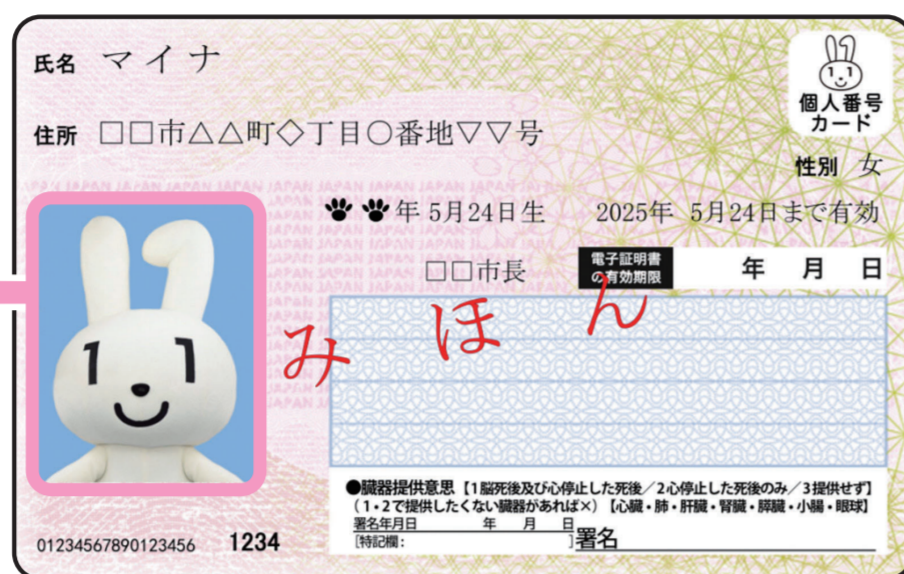 氏名 マイナ
個人番号
カード
住所 □□市△△町◇丁目○番地▽▽号
性別 女
JAPAN JAPAN JAPAN JAPAN JAPAN JAPAN JAPAN
年 5月24日生 2025年 5月24日まで有効
□□市長 電子証明書
の有効期限 年 月 日
みほん
●臓器提供意思【1脳死後及び心停止した死後/2心停止した死後のみ/3提供せず】
(1・2で提供したくない臓器があれば×)【心臓・肺・肝臓・腎臓・膵臓・小腸・眼球】
署名年月日 年 月 日
[特記欄: ]署名
01234567890123456 1234